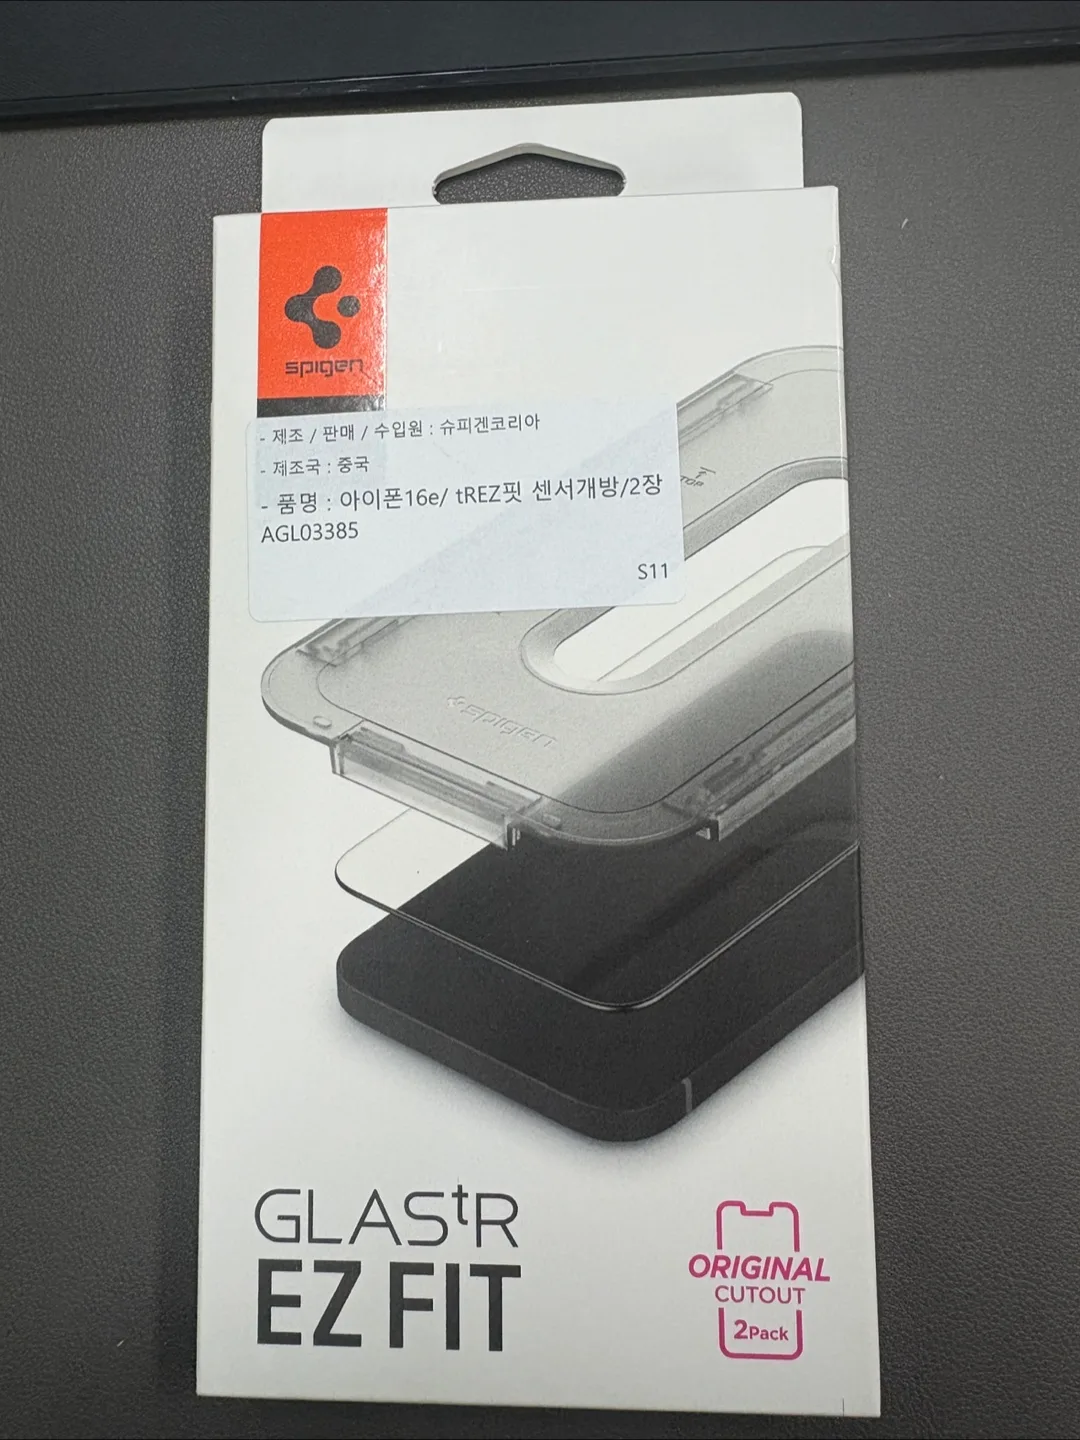 spigen
- 제조 / 판매 / 수입원 : 슈피겐코리아
- 제조국 : 중국
- 품명 : 아이폰16e/ tREZ핏 센서개방/2장
AGL03385
S11
TOP
spigen
GLAStR
EZ FIT
ORIGINAL
CUTOUT
2Pack